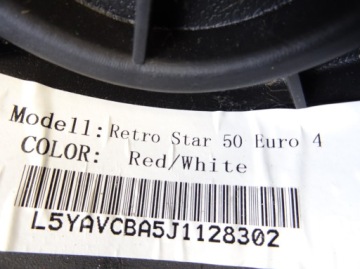 Modell: Retro Star 50 Euro 4
COLOR: Red/White
L5YAVCBA5J1128302